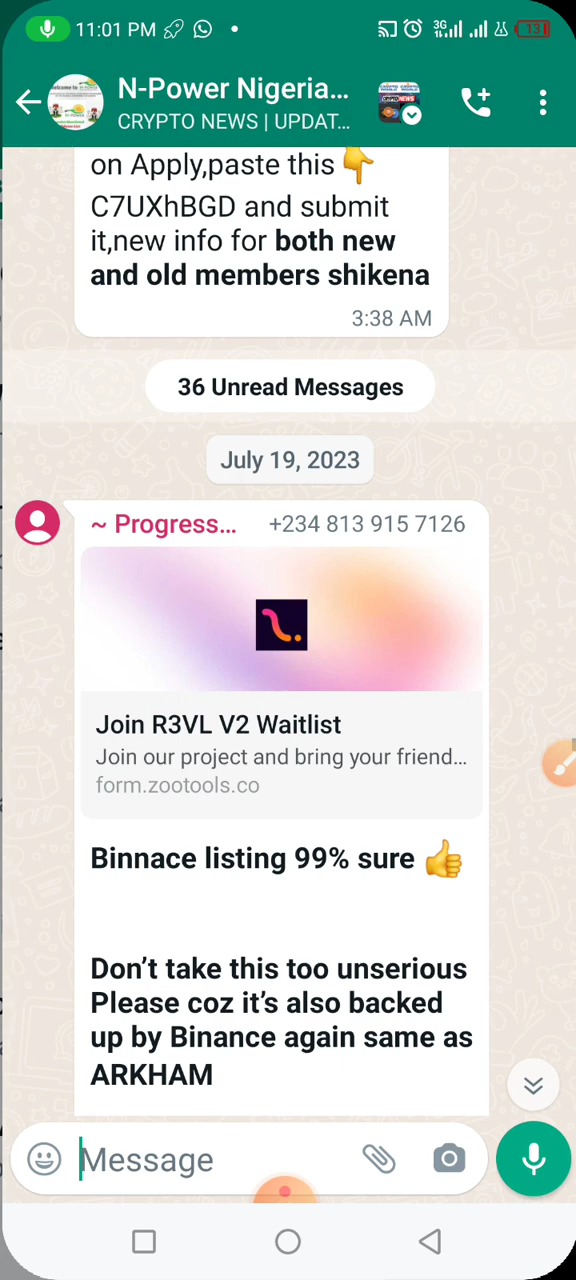 11:01 PM
3G
13
N-Power Nigeria...
CRYPTO NEWS | UPDAT...
on Apply,paste this👇
C7UXhBGD and submit
it,new info for both new
and old members shikena
3:38 AM
36 Unread Messages
July 19, 2023
~ Progress... +234 813 915 7126
Join R3VL V2 Waitlist
Join our project and bring your friend...
form.zootools.co
Binnace listing 99% sure 👍
Don't take this too unserious
Please coz it's also backed
up by Binance again same as
ARKHAM
Message